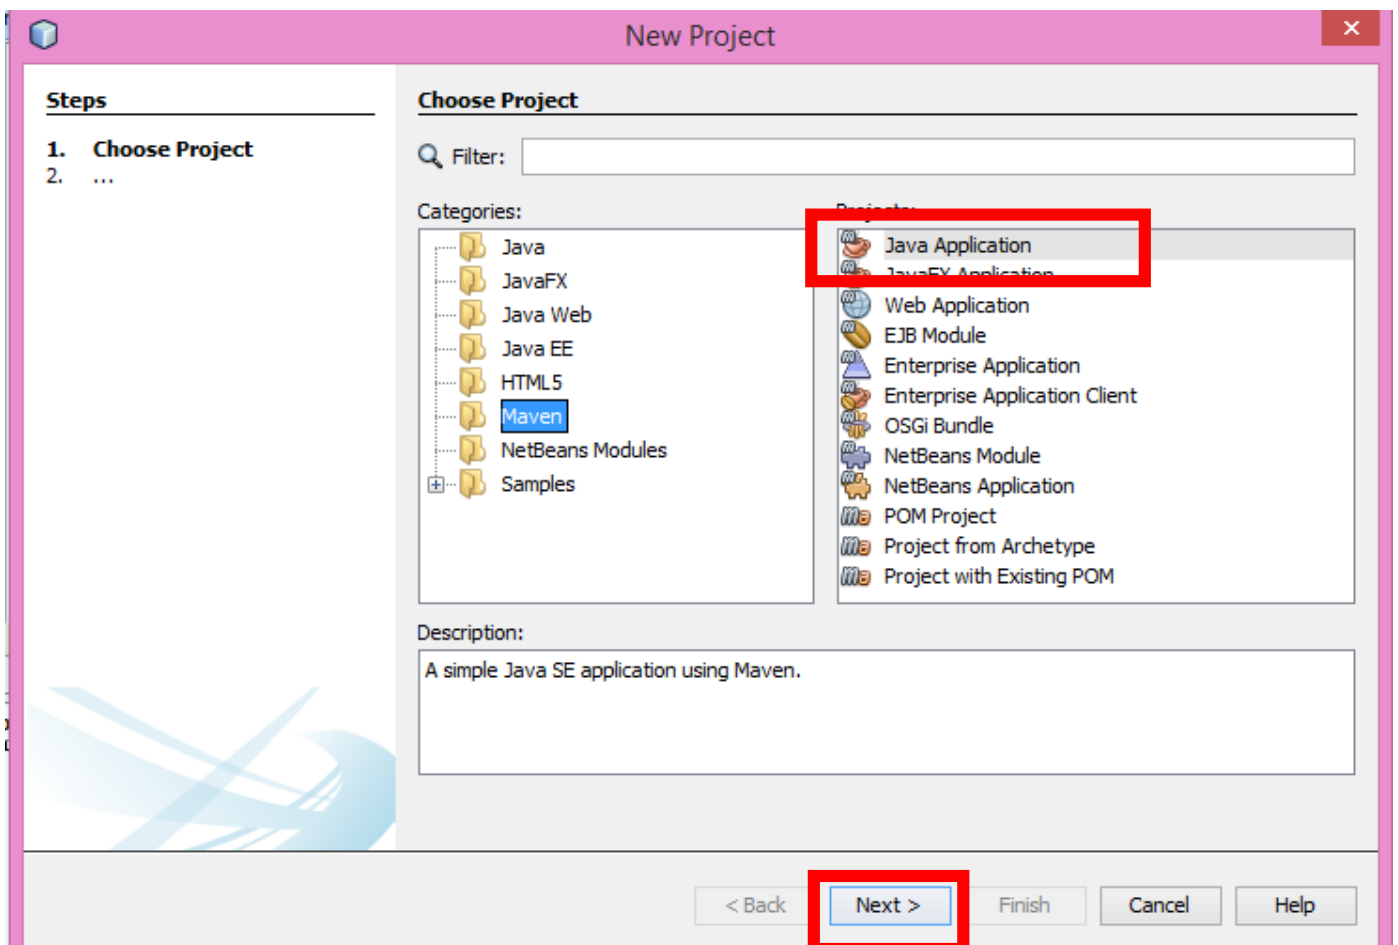 New Project
Steps
1. Choose Project
2. ...
Choose Project
Filter:
Categories:
Java
JavaFX
Java Web
Java EE
HTML5
Maven
NetBeans Modules
Samples
Projects:
Java Application
JavaFX Application
Web Application
EJB Module
Enterprise Application
Enterprise Application Client
OSGi Bundle
NetBeans Module
NetBeans Application
POM Project
Project from Archetype
Project with Existing POM
Description:
A simple Java SE application using Maven.
< Back Next > Finish Cancel Help